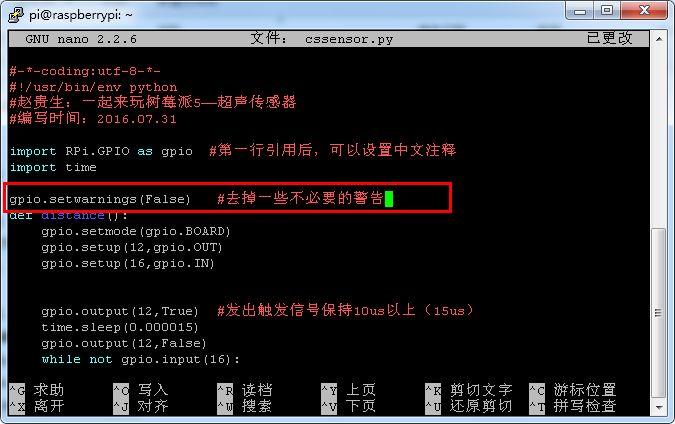 pi@raspberrypi: ~
GNU nano 2.2.6 文件: cssensor.py 已更改
#-*-coding:utf-8-*-
#!/usr/bin/env python
#赵贵生：一起来玩树莓派5——超声传感器
#编写时间：2016.07.31
import RPi.GPIO as gpio #第一行引用后，可以设置中文注释
import time
gpio.setwarnings(False) #去掉一些不必要的警告
def distance():
gpio.setmode(gpio.BOARD)
gpio.setup(12,gpio.OUT)
gpio.setup(16,gpio.IN)
gpio.output(12,True) #发出触发信号保持10us以上（15us）
time.sleep(0.000015)
gpio.output(12,False)
while not gpio.input(16):
^G 求助 ^O 写入 ^R 读档 ^Y 上页 ^K 剪切文字 ^C 游标位置
^X 离开 ^J 对齐 ^W 搜索 ^V 下页 ^U 还原剪切 ^T 拼写检查